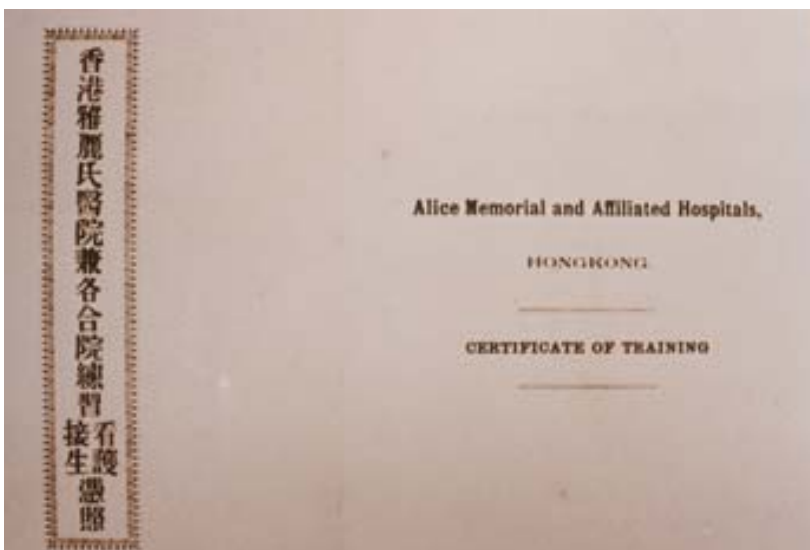 香港雅麗氏醫院兼各合院練習看護接生憑照
Alice Memorial and Affiliated Hospitals,
HONGKONG.
CERTIFICATE OF TRAINING